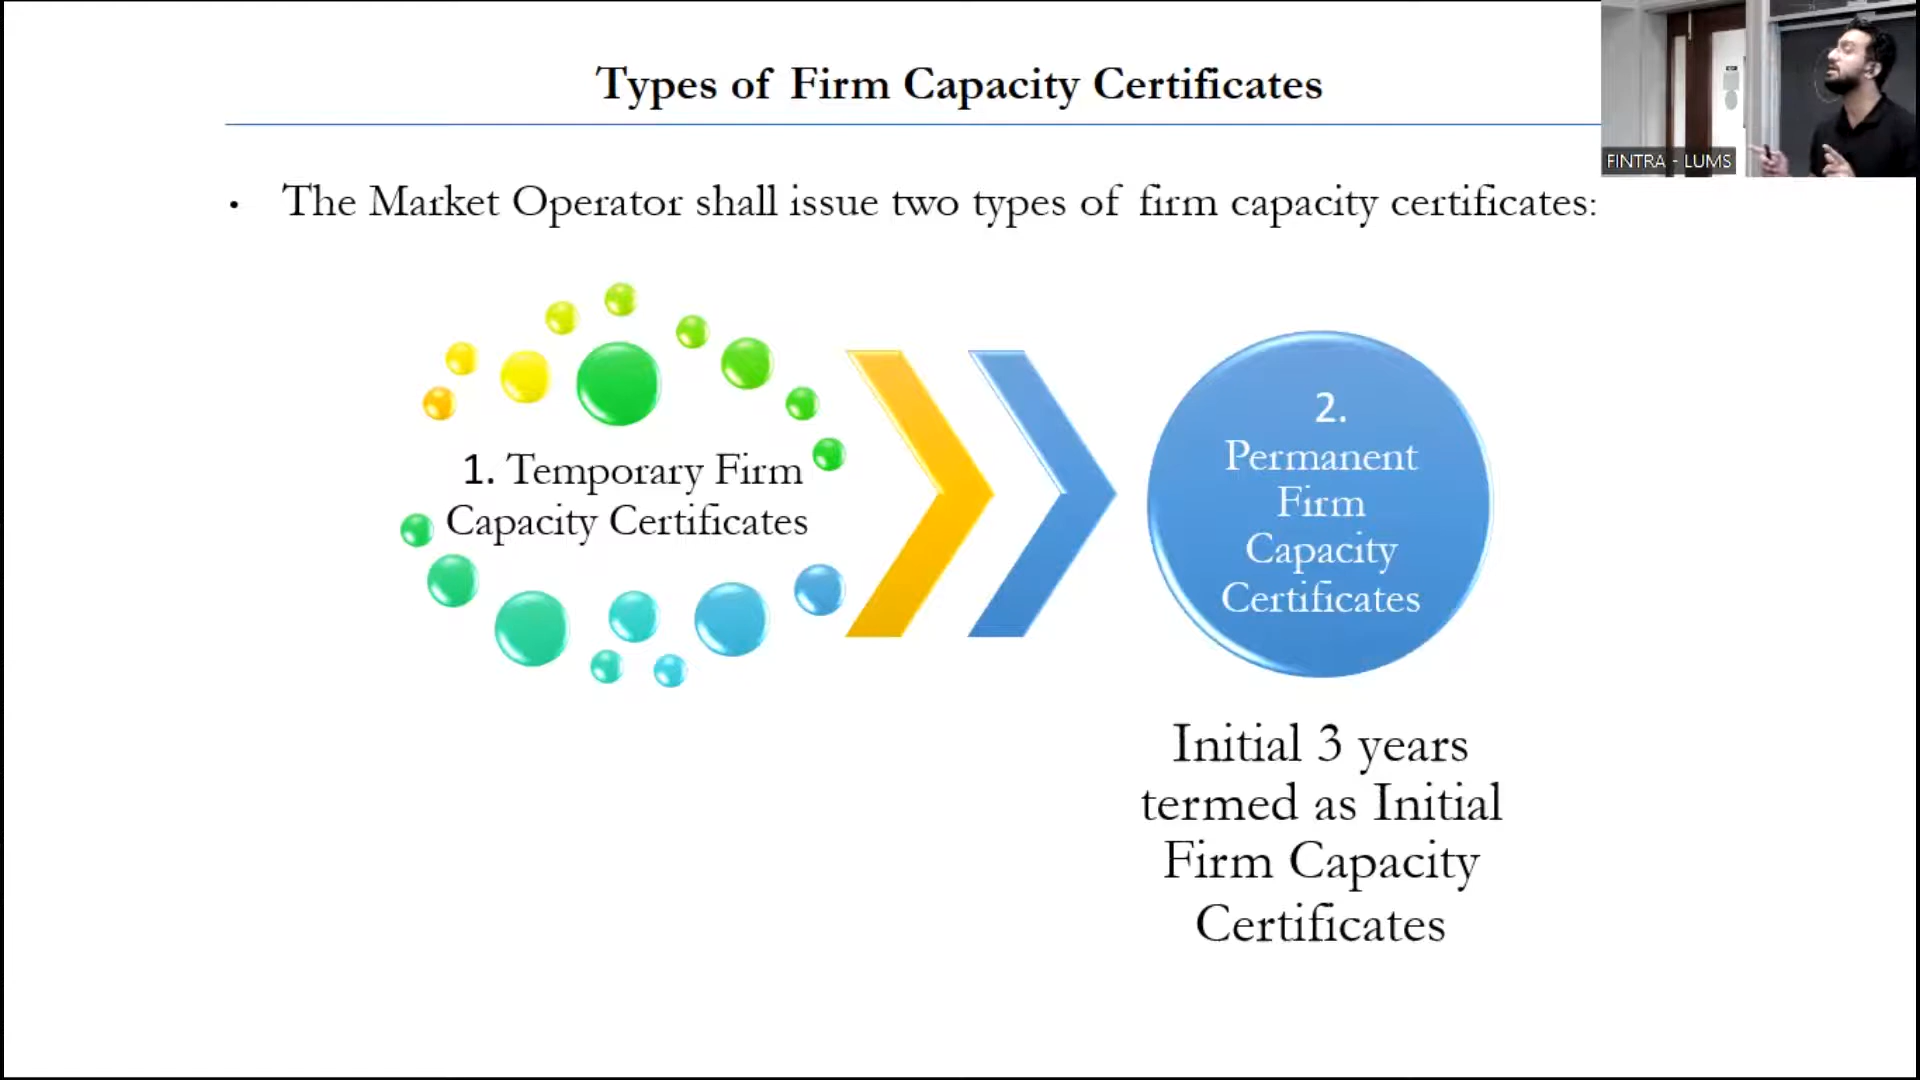 Types of Firm Capacity Certificates
FINTRA - LUMS
• The Market Operator shall issue two types of firm capacity certificates:
1. Temporary Firm
Capacity Certificates
2.
Permanent
Firm
Capacity
Certificates
Initial 3 years
termed as Initial
Firm Capacity
Certificates